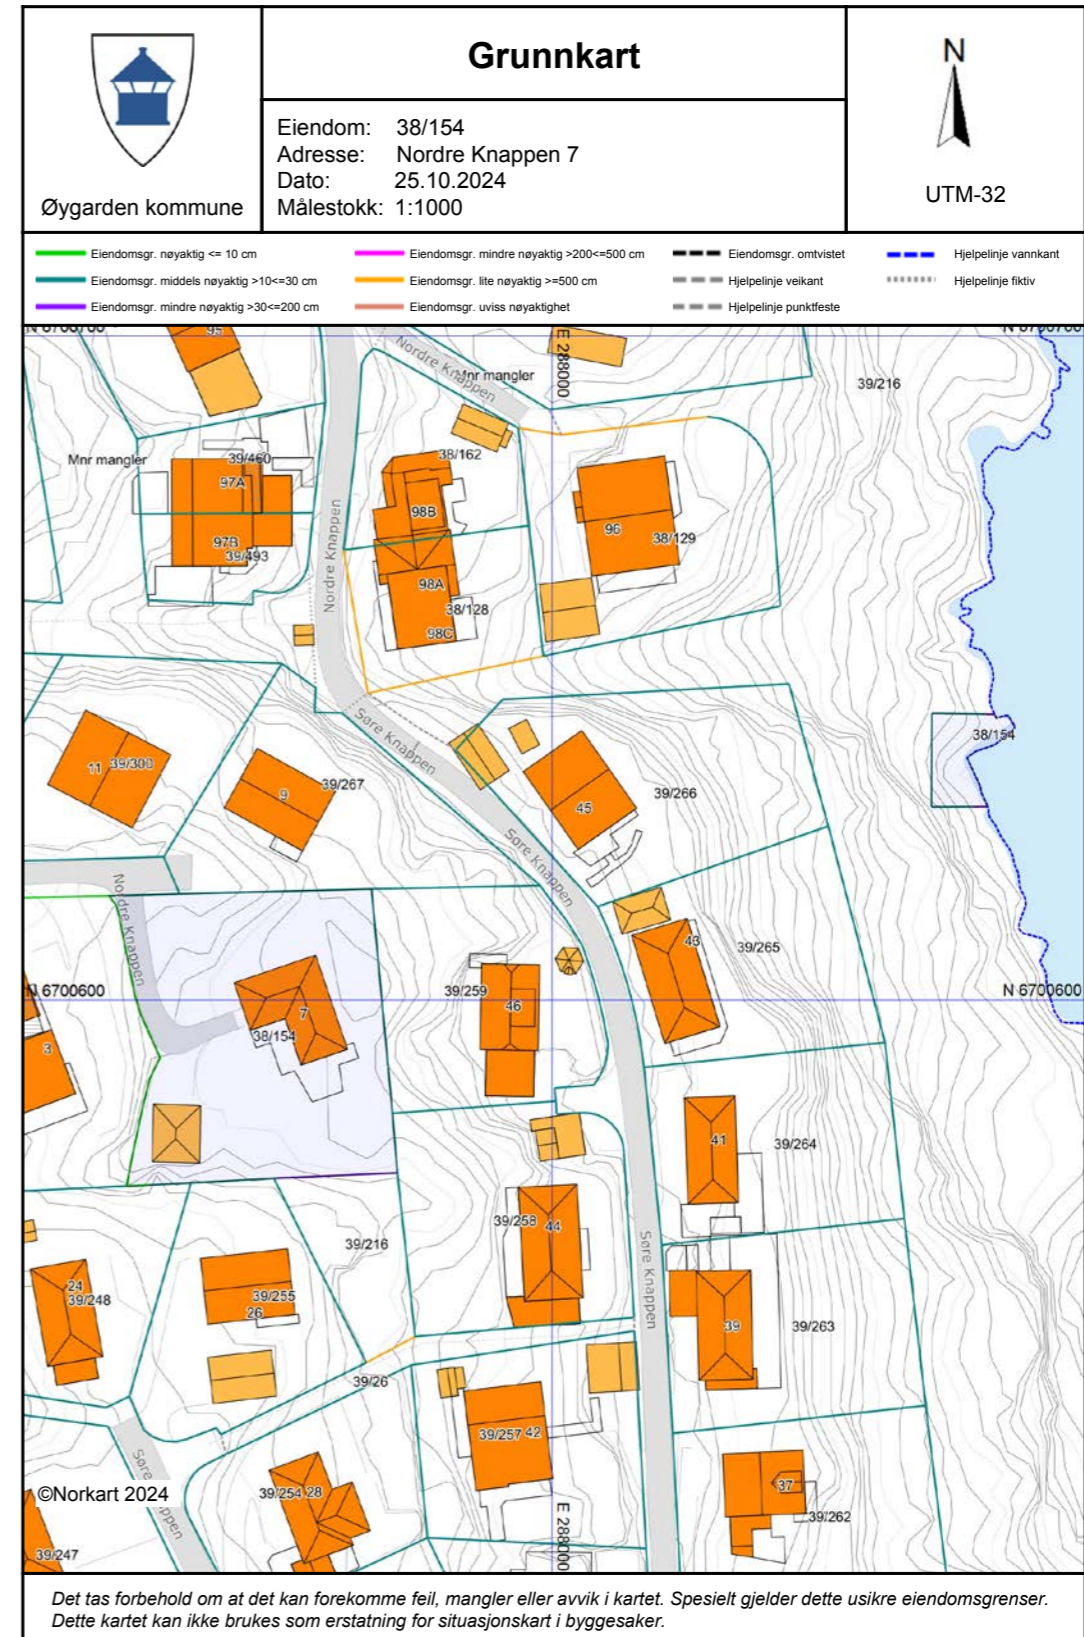 Grunnkart
Øygarden kommune
Eiendom: 38/154
Adresse: Nordre Knappen 7
Dato: 25.10.2024
Målestokk: 1:1000
N
UTM-32
Eiendomsgr. nøyaktig <= 10 cm
Eiendomsgr. middels nøyaktig >10<=30 cm
Eiendomsgr. mindre nøyaktig >30<=200 cm
Eiendomsgr. mindre nøyaktig >200<=500 cm
Eiendomsgr. lite nøyaktig >=500 cm
Eiendomsgr. uviss nøyaktighet
Eiendomsgr. omtvistet
Hjelpelinje veikant
Hjelpelinje punktfeste
Hjelpelinje vannkant
Hjelpelinje fiktiv
N 6700700
N 6700700
95
E 288000
Nordre Knappen
Mnr mangler
39/216
Mnr mangler
39/460
97A
38/162
98B
96
38/129
97B
39/493
Nordre Knappen
98A
38/128
98C
Søre Knappen
38/154
11
39/300
9
39/267
45
39/266
Søre Knappen
Nordre Knappen
43
39/265
N 6700600
39/259
46
N 6700600
7
38/154
3
41
39/264
39/258
44
39/216
Søre Knappen
24
39/248
39/255
26
39
39/263
39/26
39/257
42
Søre Knappen
©Norkart 2024
39/254
28
37
39/262
E 288000
39/247
Det tas forbehold om at det kan forekomme feil, mangler eller avvik i kartet. Spesielt gjelder dette usikre eiendomsgrenser.
Dette kartet kan ikke brukes som erstatning for situasjonskart i byggesaker.